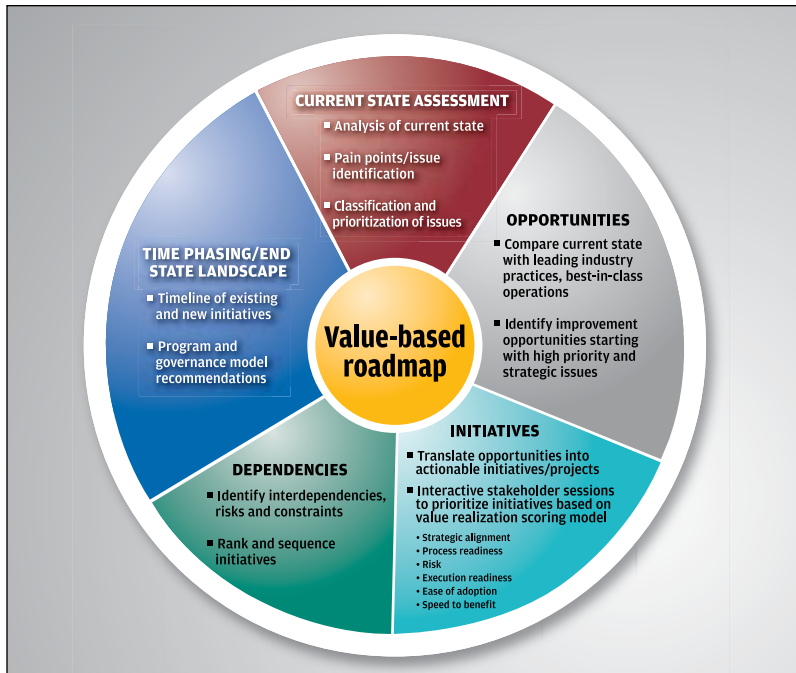 CURRENT STATE ASSESSMENT
▪ Analysis of current state
▪ Pain points/issue
identification
▪ Classification and
prioritization of issues
OPPORTUNITIES
▪ Compare current state
with leading industry
practices, best-in-class
operations
▪ Identify improvement
opportunities starting
with high priority and
strategic issues
INITIATIVES
▪ Translate opportunities into
actionable initiatives/projects
▪ Interactive stakeholder sessions
to prioritize initiatives based on
value realization scoring model
• Strategic alignment
• Process readiness
• Risk
• Execution readiness
• Ease of adoption
• Speed to benefit
DEPENDENCIES
▪ Identify interdependencies,
risks and constraints
▪ Rank and sequence
initiatives
TIME PHASING/END
STATE LANDSCAPE
▪ Timeline of existing
and new initiatives
▪ Program and
governance model
recommendations
Value-based
roadmap